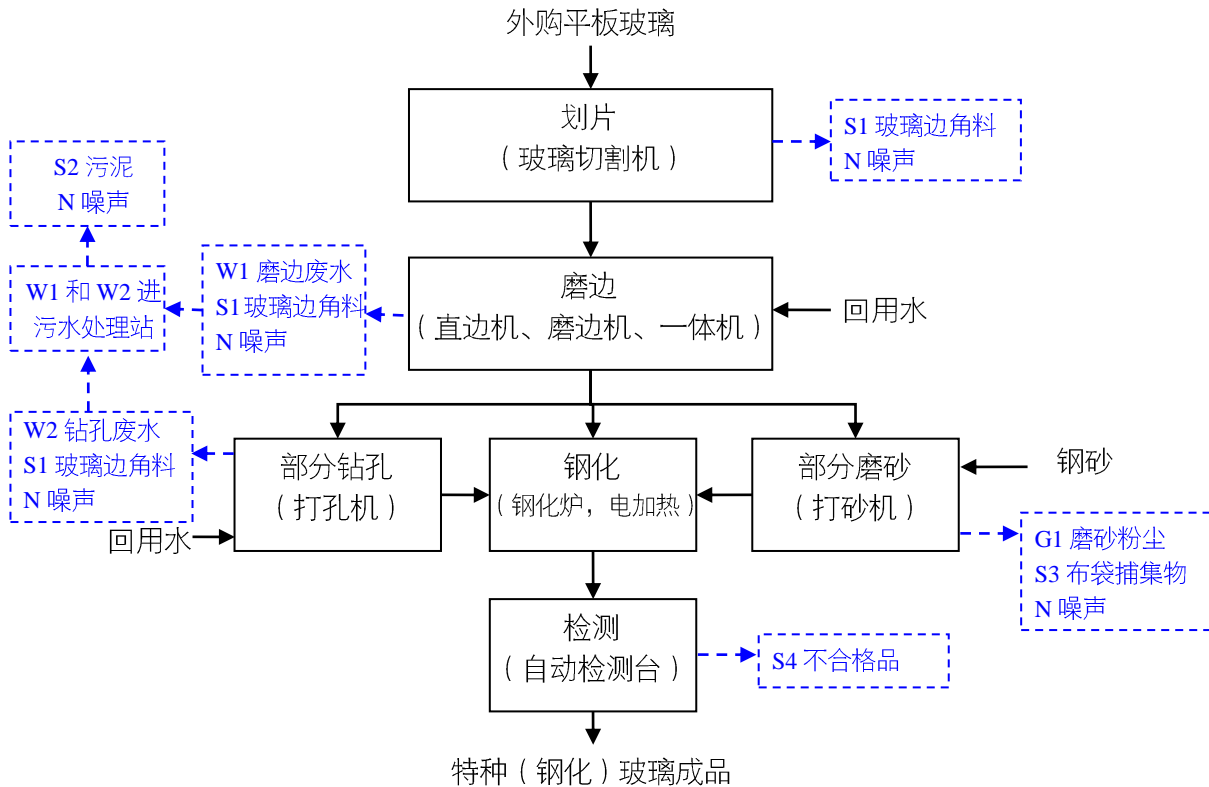 外购平板玻璃
划片
（玻璃切割机）
S1 玻璃边角料
N 噪声
S2 污泥
N 噪声
W1 和 W2 进
污水处理站
W1 磨边废水
S1 玻璃边角料
N 噪声
磨边
（直边机、磨边机、一体机）
回用水
W2 钻孔废水
S1 玻璃边角料
N 噪声
回用水
部分钻孔
（打孔机）
钢化
（钢化炉，电加热）
部分磨砂
（打砂机）
钢砂
G1 磨砂粉尘
S3 布袋捕集物
N 噪声
检测
（自动检测台）
S4 不合格品
特种（钢化）玻璃成品